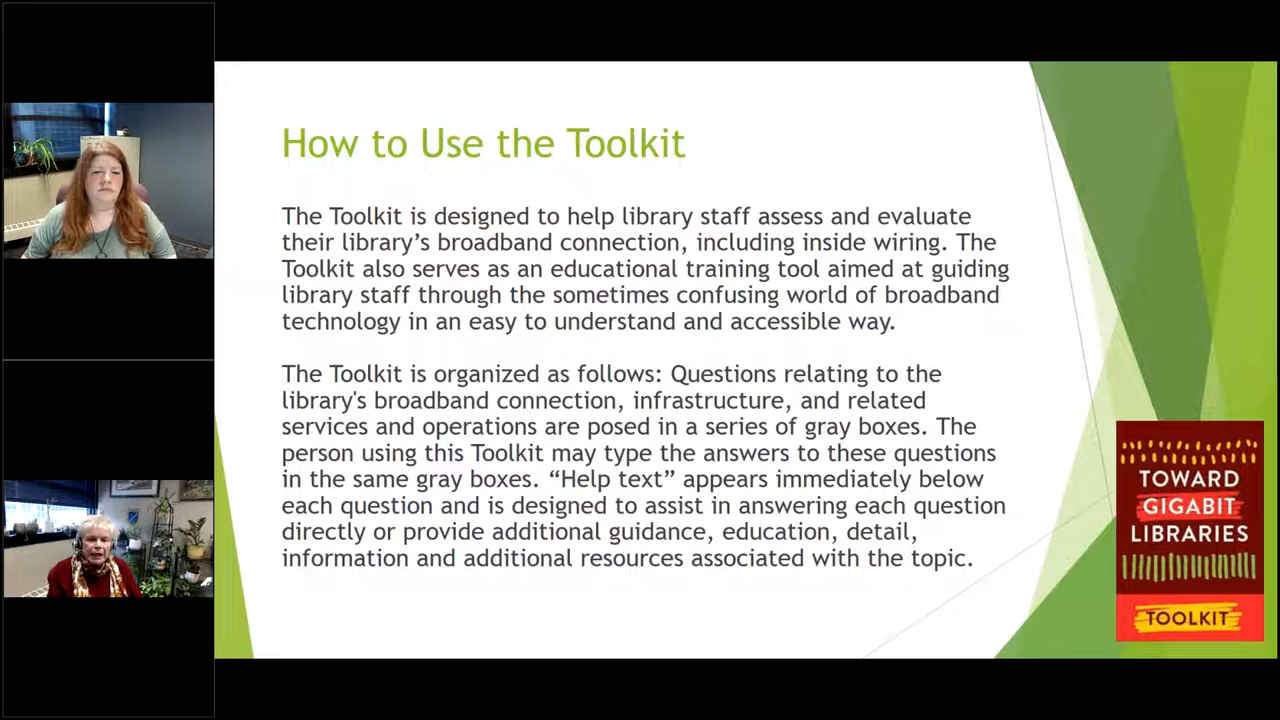 How to Use the Toolkit
The Toolkit is designed to help library staff assess and evaluate
their library’s broadband connection, including inside wiring. The
Toolkit also serves as an educational training tool aimed at guiding
library staff through the sometimes confusing world of broadband
technology in an easy to understand and accessible way.
The Toolkit is organized as follows: Questions relating to the
library's broadband connection, infrastructure, and related
services and operations are posed in a series of gray boxes. The
person using this Toolkit may type the answers to these questions
in the same gray boxes. “Help text” appears immediately below
each question and is designed to assist in answering each question
directly or provide additional guidance, education, detail,
information and additional resources associated with the topic.
TOWARD
GIGABIT
LIBRARIES
TOOLKIT